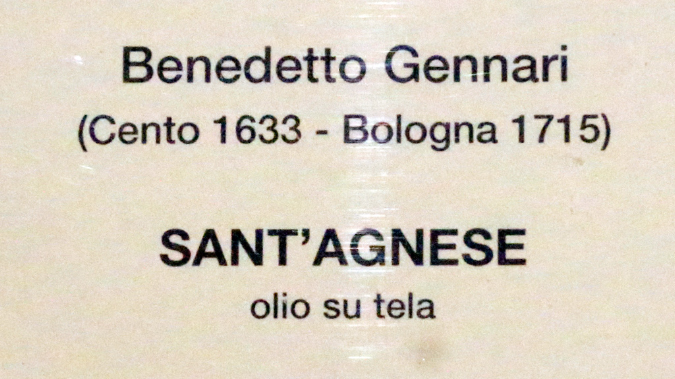 Benedetto Gennari
(Cento 1633 - Bologna 1715)
SANT'AGNESE
olio su tela